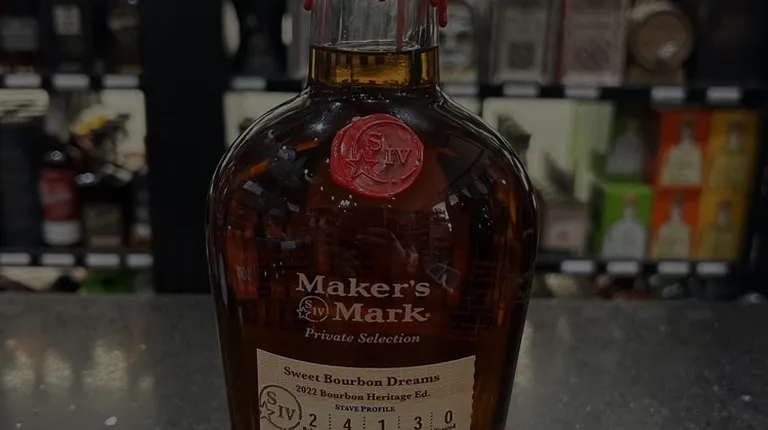 S IV
Maker's
S IV Mark
Private Selection
Sweet Bourbon Dreams
2022 Bourbon Heritage Ed.
STAVE PROFILE
S IV 2 4 1 3 0